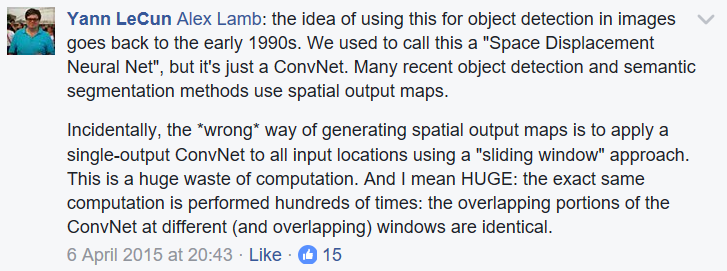 Yann LeCun Alex Lamb: the idea of using this for object detection in images
goes back to the early 1990s. We used to call this a "Space Displacement
Neural Net", but it's just a ConvNet. Many recent object detection and semantic
segmentation methods use spatial output maps.
Incidentally, the *wrong* way of generating spatial output maps is to apply a
single-output ConvNet to all input locations using a "sliding window" approach.
This is a huge waste of computation. And I mean HUGE: the exact same
computation is performed hundreds of times: the overlapping portions of the
ConvNet at different (and overlapping) windows are identical.
6 April 2015 at 20:43 · Like · 15